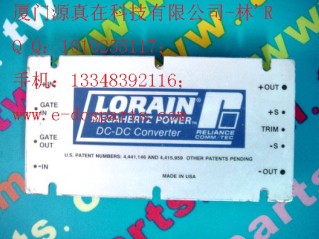 厦门源真在科技有限公司-林 R
手机：13348392116;
+IN
GATE
IN
GATE
OUT
-IN
LORAIN
MEGAHERTZ POWER™
DC-DC Converter
RELIANCE
COMM/TEC
+OUT
+S
TRIM
-S
-OUT
U.S. PATENT NUMBERS: 4,441,146 AND 4,415,959 OTHER PATENTS PENDING
MADE IN USA